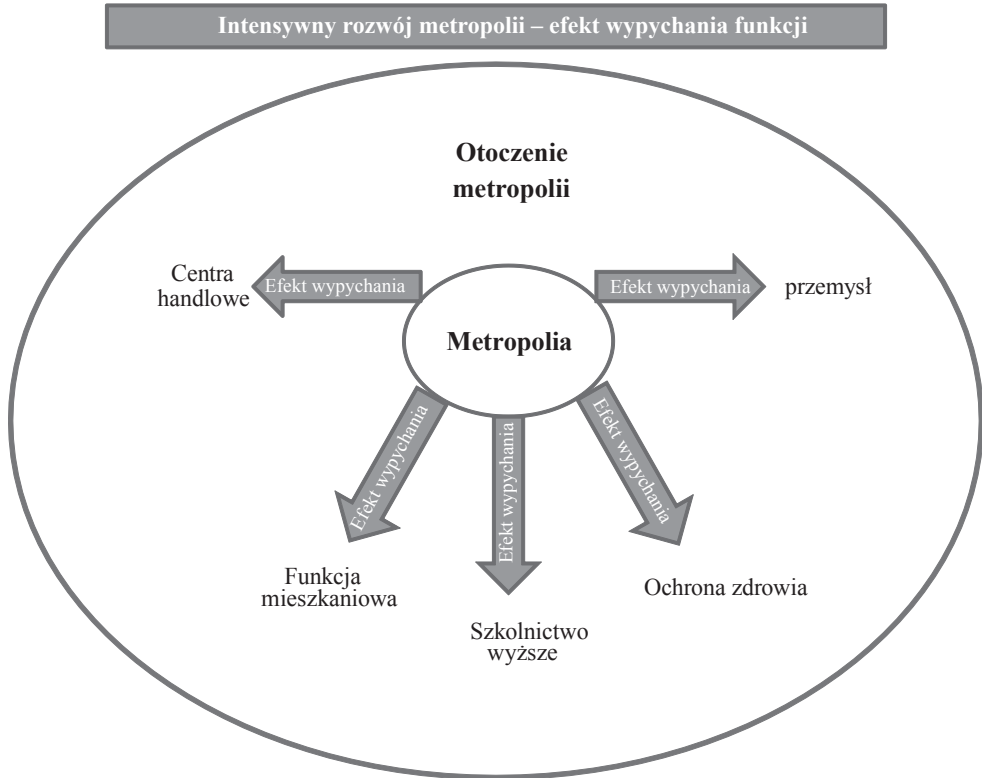 Intensywny rozwój metropolii – efekt wypychania funkcji
Otoczenie
metropolii
Centra
handlowe
Efekt wypychania
Efekt wypychania
przemysł
Metropolia
Efekt wypychania
Efekt wypychania
Efekt wypychania
Funkcja
mieszkaniowa
Szkolnictwo
wyższe
Ochrona zdrowia